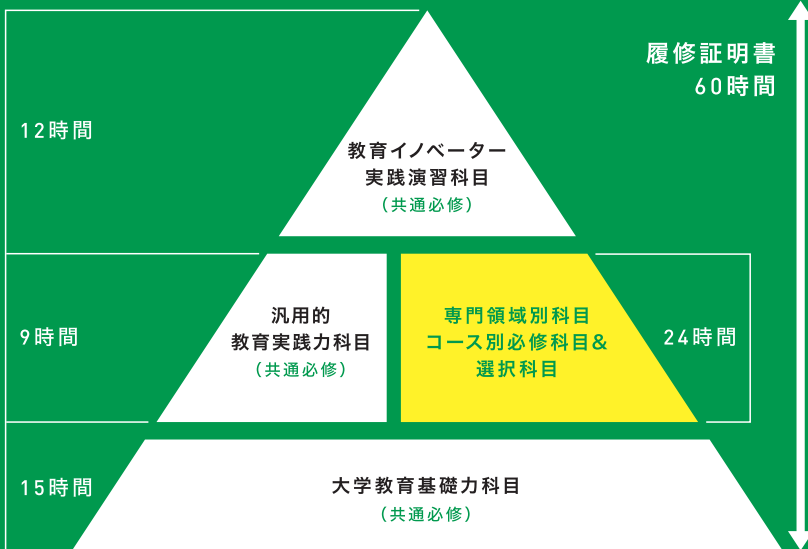 履修証明書
60時間
12時間
教育イノベーター
実践演習科目
（共通必修）
9時間
汎用的
教育実践力科目
（共通必修）
専門領域別科目
コース別必修科目&
選択科目
24時間
15時間
大学教育基礎力科目
（共通必修）